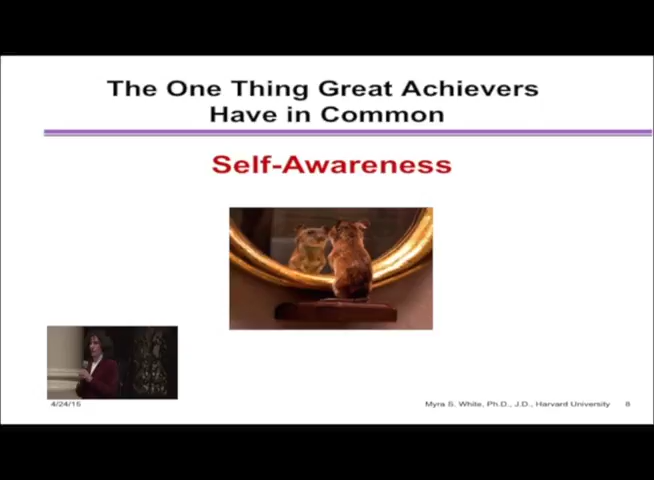 The One Thing Great Achievers
Have in Common
Self-Awareness
4/24/15
Myra S. White, Ph.D., J.D., Harvard University 8